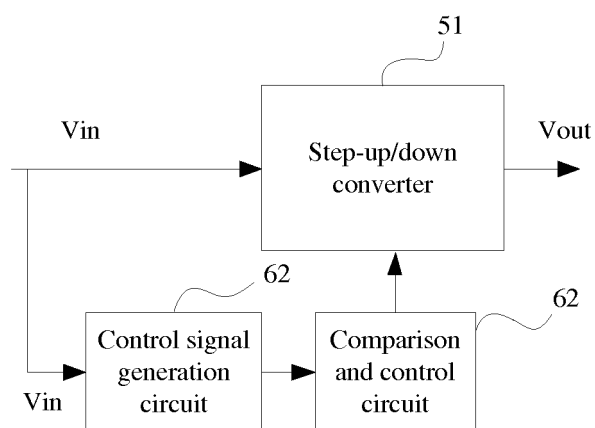 51
Vin
Vout
Step-up/down
converter
62
62
Control signal
generation
circuit
Comparison
and control
circuit
Vin